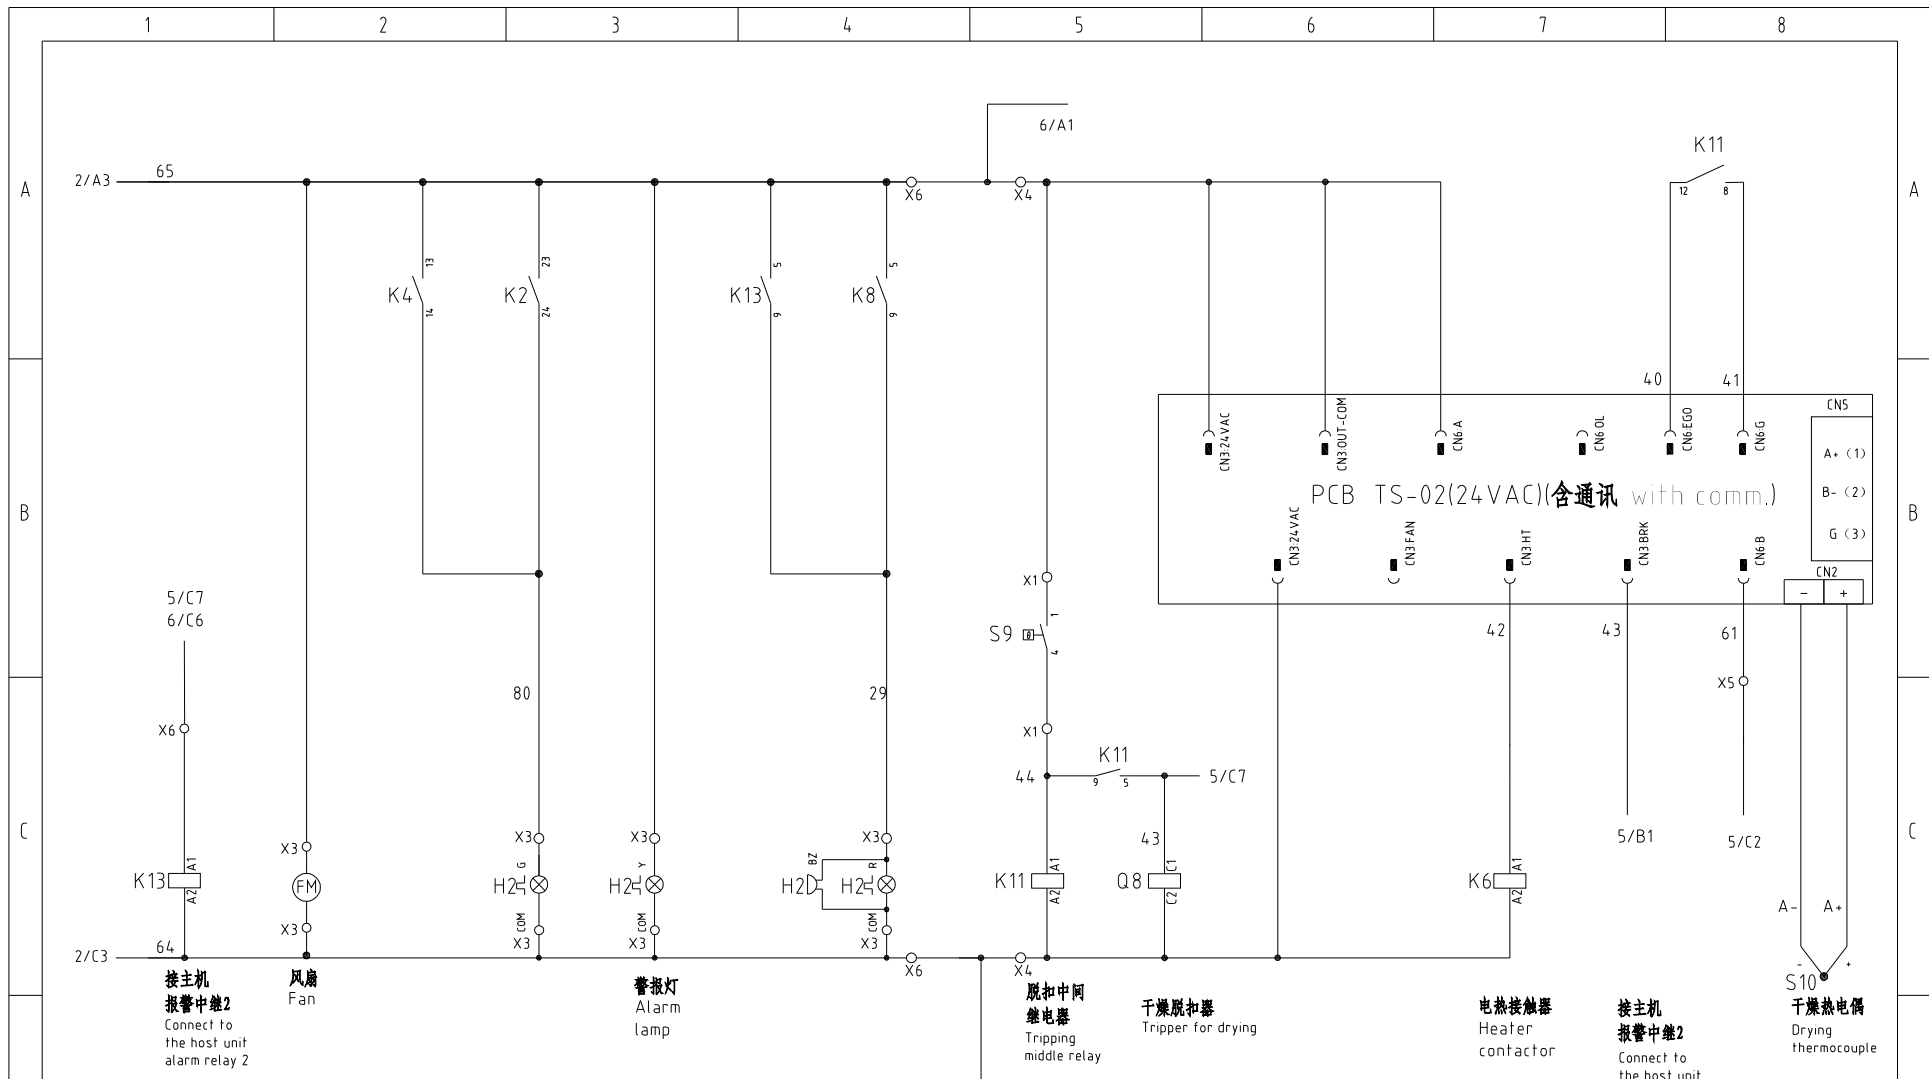 1 2 3 4 5 6 7 8
6/A1
K11
2/A3 65
A A
X6 X4
12 8
13 23 5 5
K4 K2 K13 K8
14 24 9 9
40 41
CN5
CN3:24VAC CN3:OUT-COM CN6:A CN6:OL CN6:EGO CN6:G
A+ (1)
PCB TS-02(24VAC)(含通讯 with comm.)
B- (2)
B B
G (3)
CN3:24VAC CN3:FAN CN3:HT CN3:BRK CN6:B
CN2
- +
X1
5/C7
6/C6
1
S9
4
42 43 61
80 29
X5
X6
X1
K11
44
9 5
5/C7
C C
X3 X3 X3 X3
43
5/B1 5/C2
A1 G Y BZ R A1 C1 A1
K13 FM H2 H2 H2 H2 K11 Q8 K6
A2 A2 C2 A2
A- A+
COM COM COM
X3 X3 X3 X3
2/C3 64
X6 X4
- +
S10
接主机
报警中继2
Connect to
the host unit
alarm relay 2
风扇
Fan
警报灯
Alarm
lamp
脱扣中间
继电器
Tripping
middle relay
干燥脱扣器
Tripper for drying
电热接触器
Heater
contactor
接主机
报警中继2
Connect to
the host unit
干燥热电偶
Drying
thermocouple